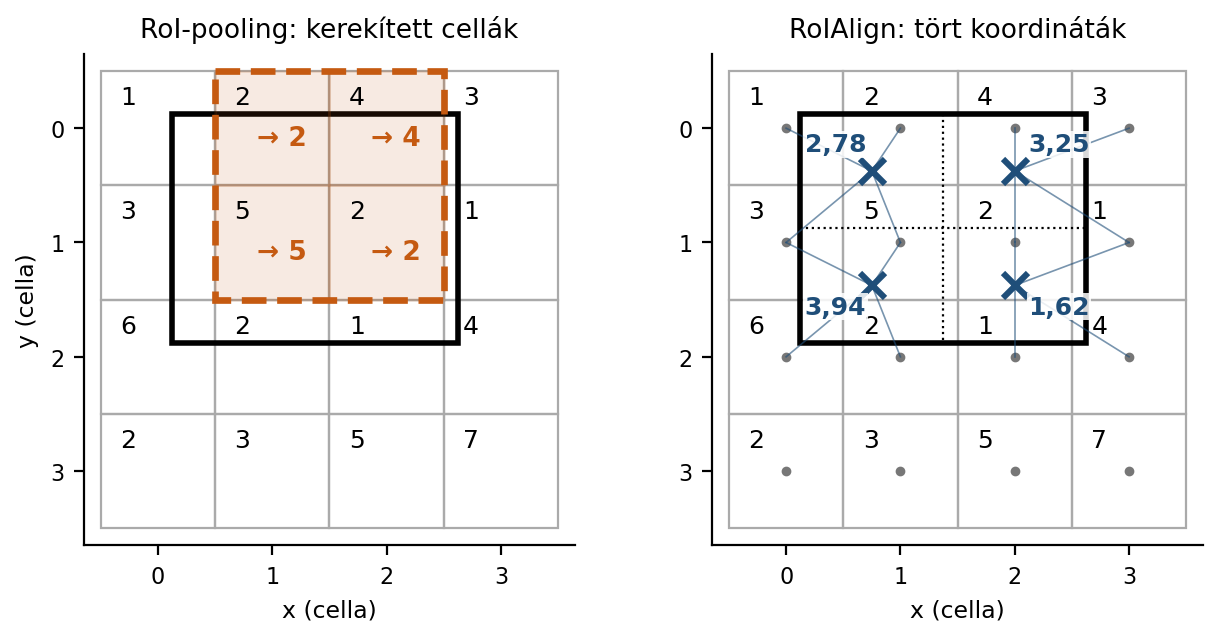 RoI-pooling: kerekített cellák
1 2 4 3
→ 2 → 4
3 5 2 1
→ 5 → 2
6 2 1 4
2 3 5 7
0
1
2
3
y (cella)
0 1 2 3
x (cella)
RoIAlign: tört koordináták
1 2 4 3
2,78 3,25
3 5 2 1
3,94 1,62
6 2 1 4
2 3 5 7
0
1
2
3
0 1 2 3
x (cella)